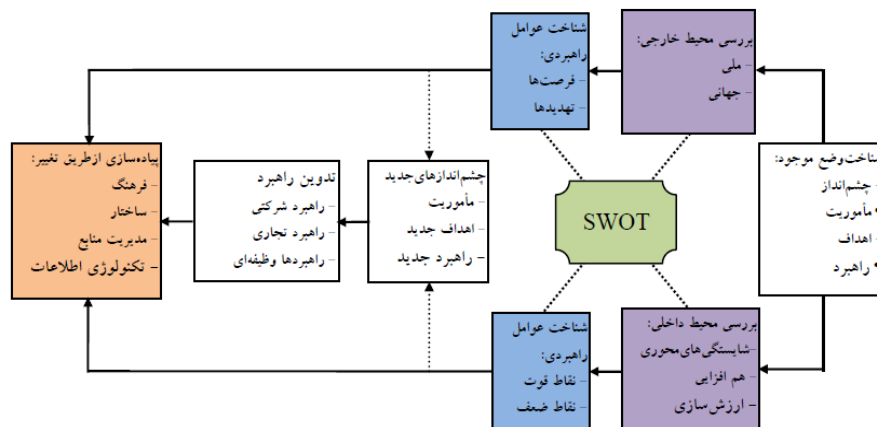 شناخت‌وضع موجود:
- چشم‌انداز
• مأموریت
- اهداف
• راهبرد
بررسی محیط خارجی:
- ملی
- جهانی
شناخت عوامل
راهبردی:
- فرصت‌ها
- تهدیدها
SWOT
بررسی محیط داخلی:
-شایستگی‌های‌محوری
- هم افزایی
- ارزش‌سازی
شناخت عوامل
راهبردی:
- نقاط قوت
- نقاط ضعف
چشم‌اندازهای‌جدید
- مأموریت
- اهداف جدید
- راهبرد جدید
تدوین راهبرد
- راهبرد شرکتی
- راهبرد تجاری
- راهبردها وظیفه‌ای
پیاده‌سازی ازطریق تغییر:
- فرهنگ
- ساختار
- مدیریت منابع
- تکنولوژی اطلاعات